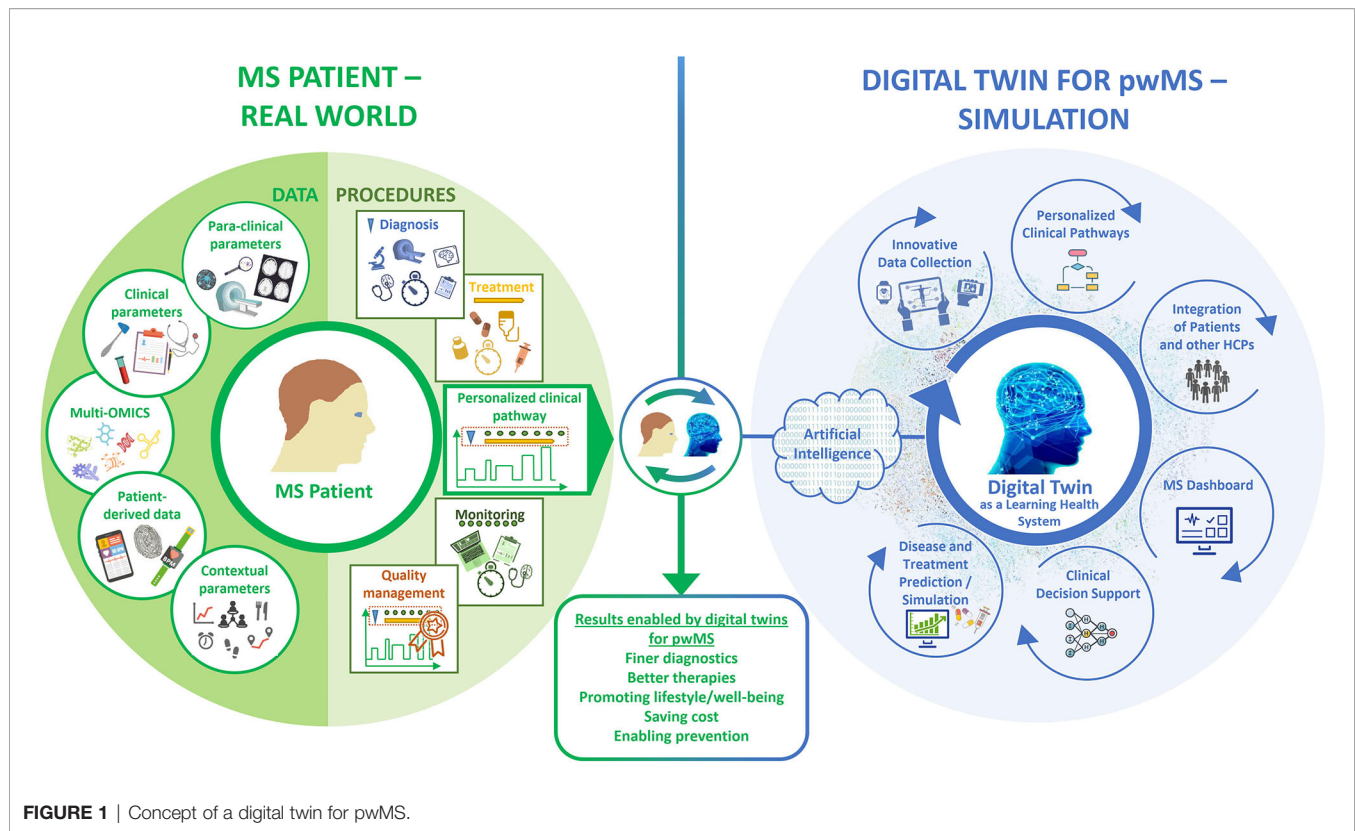 MS PATIENT –
REAL WORLD
DIGITAL TWIN FOR pwMS –
SIMULATION
DATA
PROCEDURES
Para-clinical
parameters
Clinical
parameters
Multi-OMICS
Patient-
derived data
Contextual
parameters
MS Patient
Diagnosis
Treatment
Personalized clinical
pathway
Monitoring
Quality
management
Results enabled by digital twins
for pwMS
Finer diagnostics
Better therapies
Promoting lifestyle/well-being
Saving cost
Enabling prevention
Artificial
Intelligence
Digital Twin
as a Learning Health
System
Innovative
Data Collection
Personalized
Clinical Pathways
Integration
of Patients
and other HCPs
MS Dashboard
Clinical
Decision Support
Disease and
Treatment
Prediction /
Simulation
FIGURE 1 | Concept of a digital twin for pwMS.